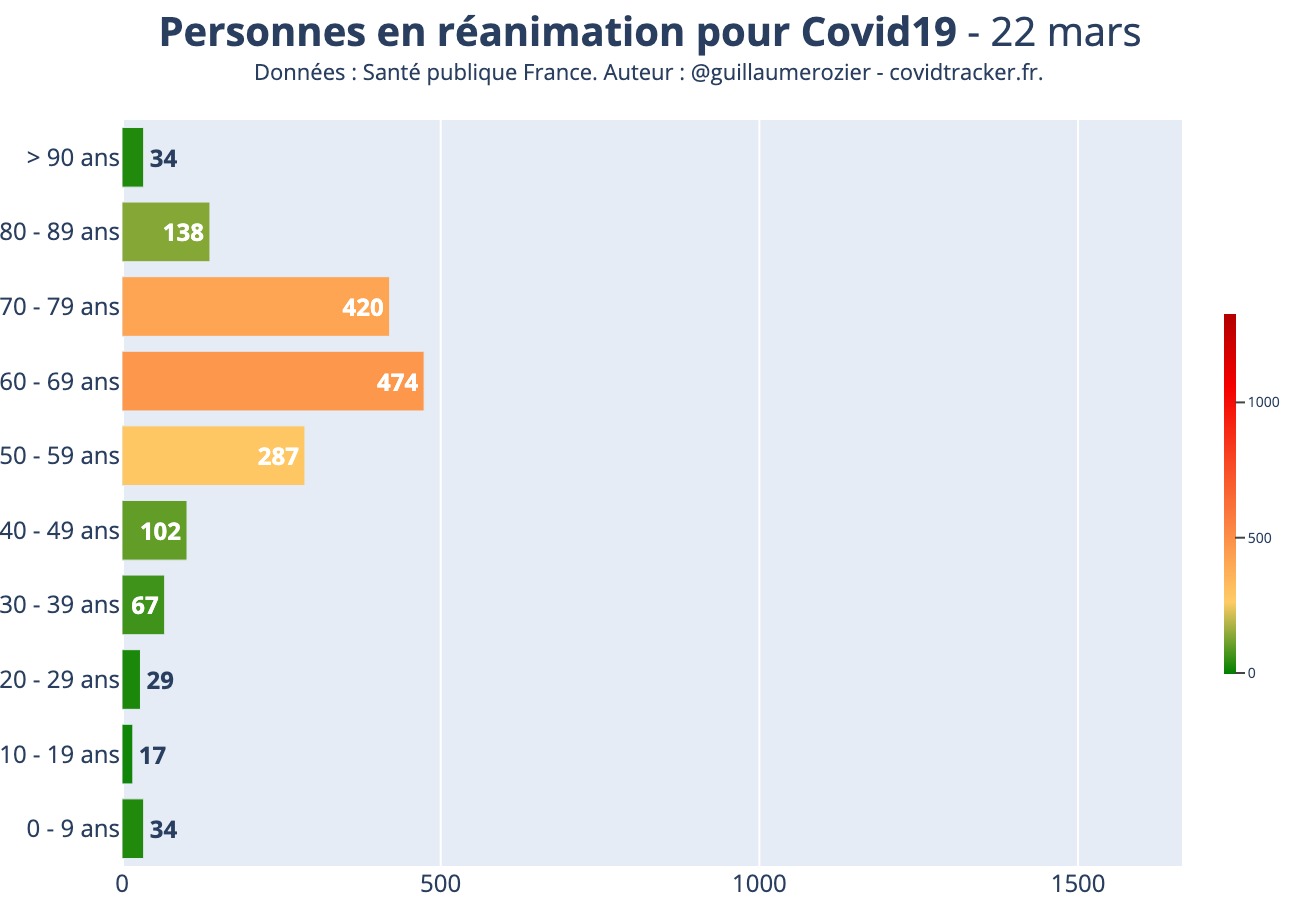 Personnes en réanimation pour Covid19 - 22 mars
Données : Santé publique France. Auteur : @guillaumerozier - covidtracker.fr.
> 90 ans 34
80 - 89 ans 138
70 - 79 ans 420
60 - 69 ans 474
50 - 59 ans 287
40 - 49 ans 102
30 - 39 ans 67
20 - 29 ans 29
10 - 19 ans 17
0 - 9 ans 34
0 500 1000 1500
1000
500
0